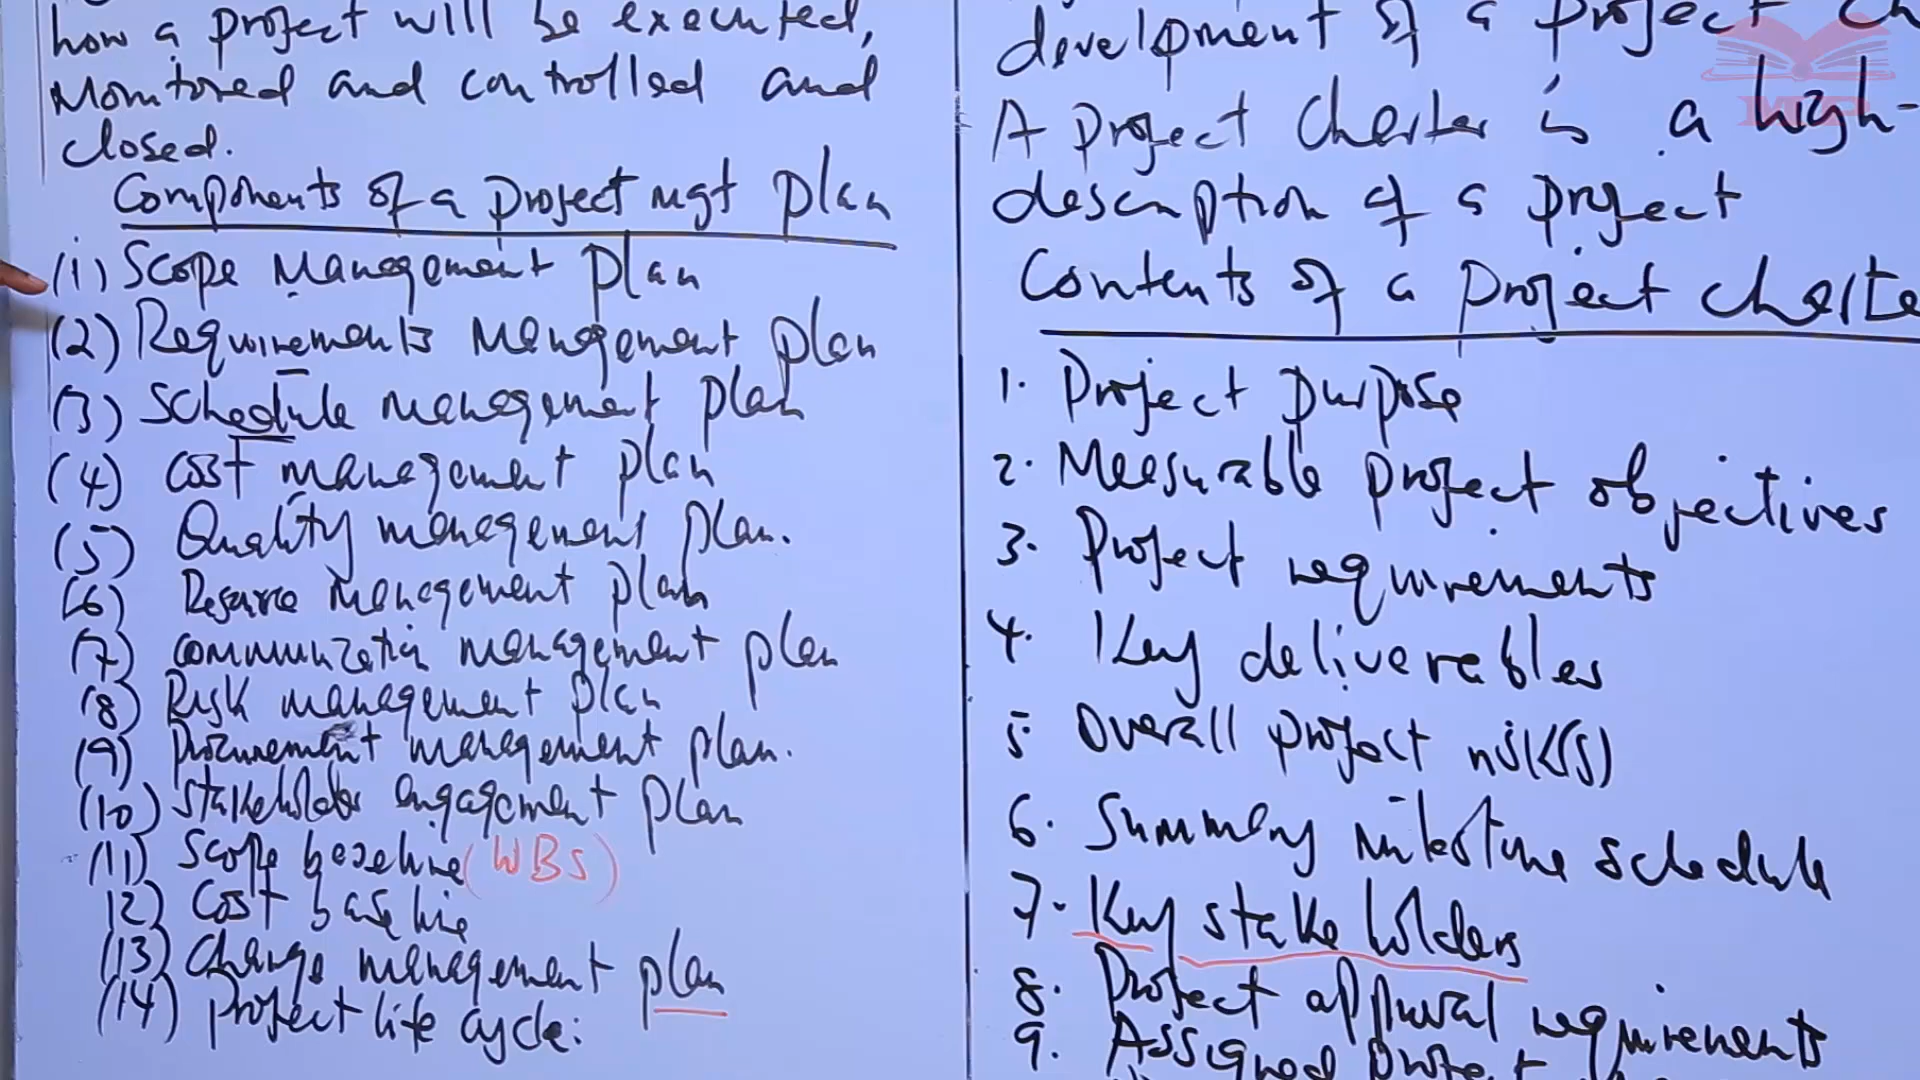 how a project will be executed,
Monitored and controlled and
closed.
Components of a project mgt plan
(1) Scope Management plan
(2) Requirements Management plan
(3) Schedule management plan
(4) Cost management plan
(5) Quality management plan.
(6) Resource management plan
(7) communication management plan
(8) Risk management plan
(9) Procurement management plan.
(10) Stakeholder engagement plan
(11) Scope baseline (WBS)
12) Cost baseline
(13) Change management plan
(14) Project life cycle:
development of a project
A project Charter is a high-
description of a project
Contents of a project charte
1. Project purpose
2. Measurable project objectives
3. Project requirements
4. Key deliverables
5 Overall project risk(s)
6. Summary milestone schedule
7. Key stakeholders
8. Project approval requirements
9. Assigned project